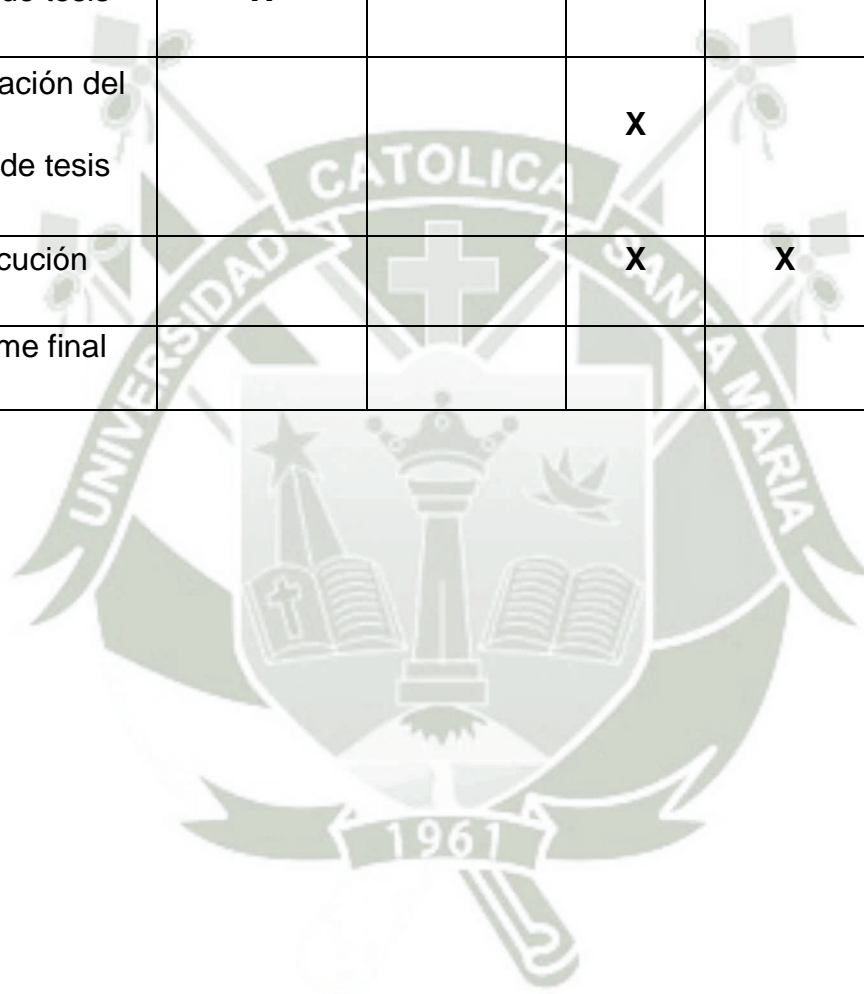 de tesis
ación del
X
de tesis
cución X X
me final
UNIVERSIDAD CATOLICA SANTA MARIA
1961